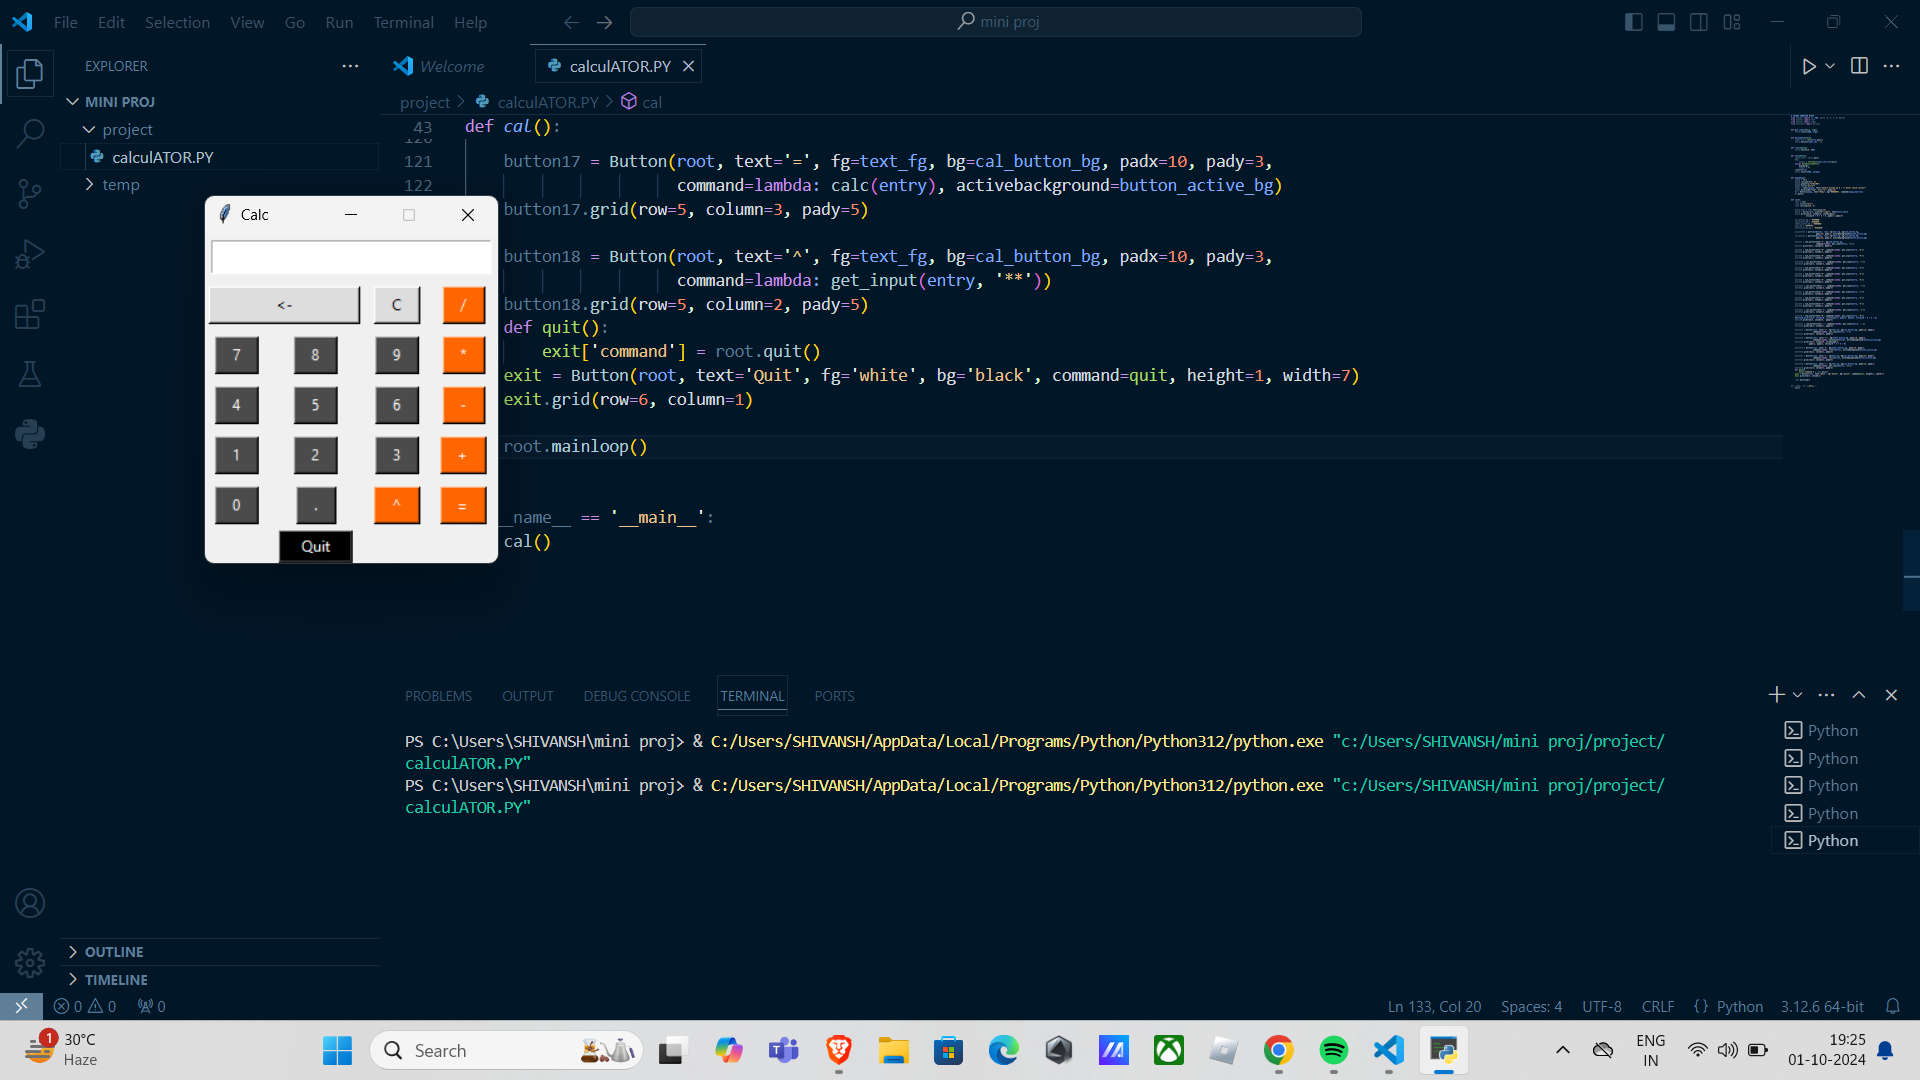 File Edit Selection View Go Run Terminal Help
mini proj
EXPLORER
MINI PROJ
project
calculATOR.PY
temp
Welcome
calculATOR.PY
project > calculATOR.PY > cal
43 def cal():
121 button17 = Button(root, text='=', fg=text_fg, bg=cal_button_bg, padx=10, pady=3,
122 command=lambda: calc(entry), activebackground=button_active_bg)
button17.grid(row=5, column=3, pady=5)
button18 = Button(root, text='^', fg=text_fg, bg=cal_button_bg, padx=10, pady=3,
command=lambda: get_input(entry, '**'))
button18.grid(row=5, column=2, pady=5)
def quit():
exit['command'] = root.quit()
exit = Button(root, text='Quit', fg='white', bg='black', command=quit, height=1, width=7)
exit.grid(row=6, column=1)
root.mainloop()
__name__ == '__main__':
cal()
Calc
<- C /
7 8 9 *
4 5 6 -
1 2 3 +
0 . ^ =
Quit
PROBLEMS OUTPUT DEBUG CONSOLE TERMINAL PORTS
PS C:\Users\SHIVANSH\mini proj> & C:/Users/SHIVANSH/AppData/Local/Programs/Python/Python312/python.exe "c:/Users/SHIVANSH/mini proj/project/
calculATOR.PY"
PS C:\Users\SHIVANSH\mini proj> & C:/Users/SHIVANSH/AppData/Local/Programs/Python/Python312/python.exe "c:/Users/SHIVANSH/mini proj/project/
calculATOR.PY"
Python
Python
Python
Python
Python
OUTLINE
TIMELINE
0 0 0
Ln 133, Col 20 Spaces: 4 UTF-8 CRLF {} Python 3.12.6 64-bit
1
30°C
Haze
Search
ENG
IN
19:25
01-10-2024